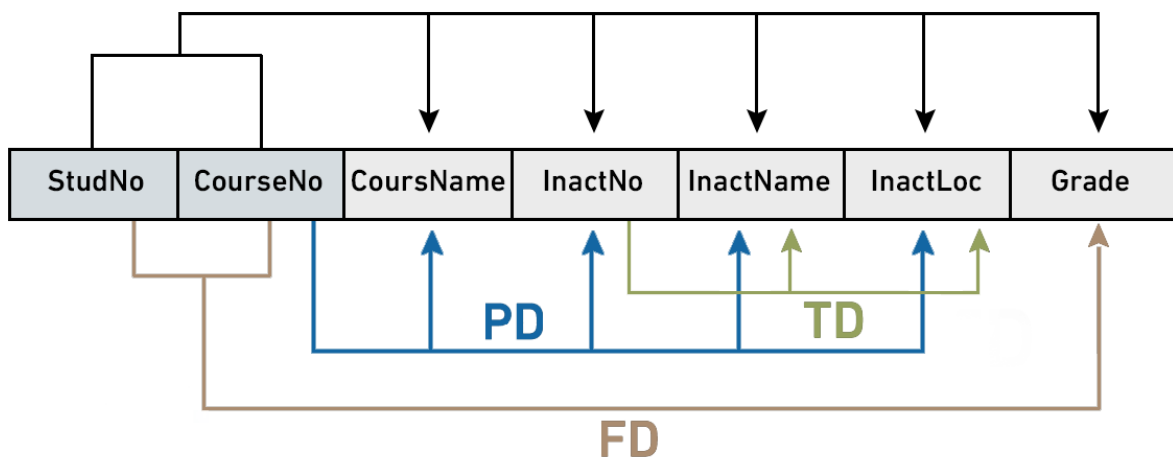 StudNo CourseNo CoursName InactNo InactName InactLoc Grade
PD TD
FD